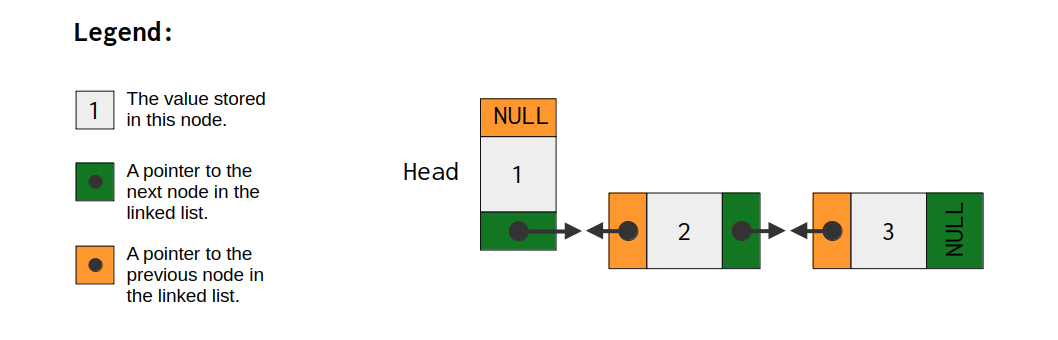 Legend:
1
The value stored
in this node.
A pointer to the
next node in the
linked list.
A pointer to the
previous node in
the linked list.
NULL
Head
1
2
3
NULL